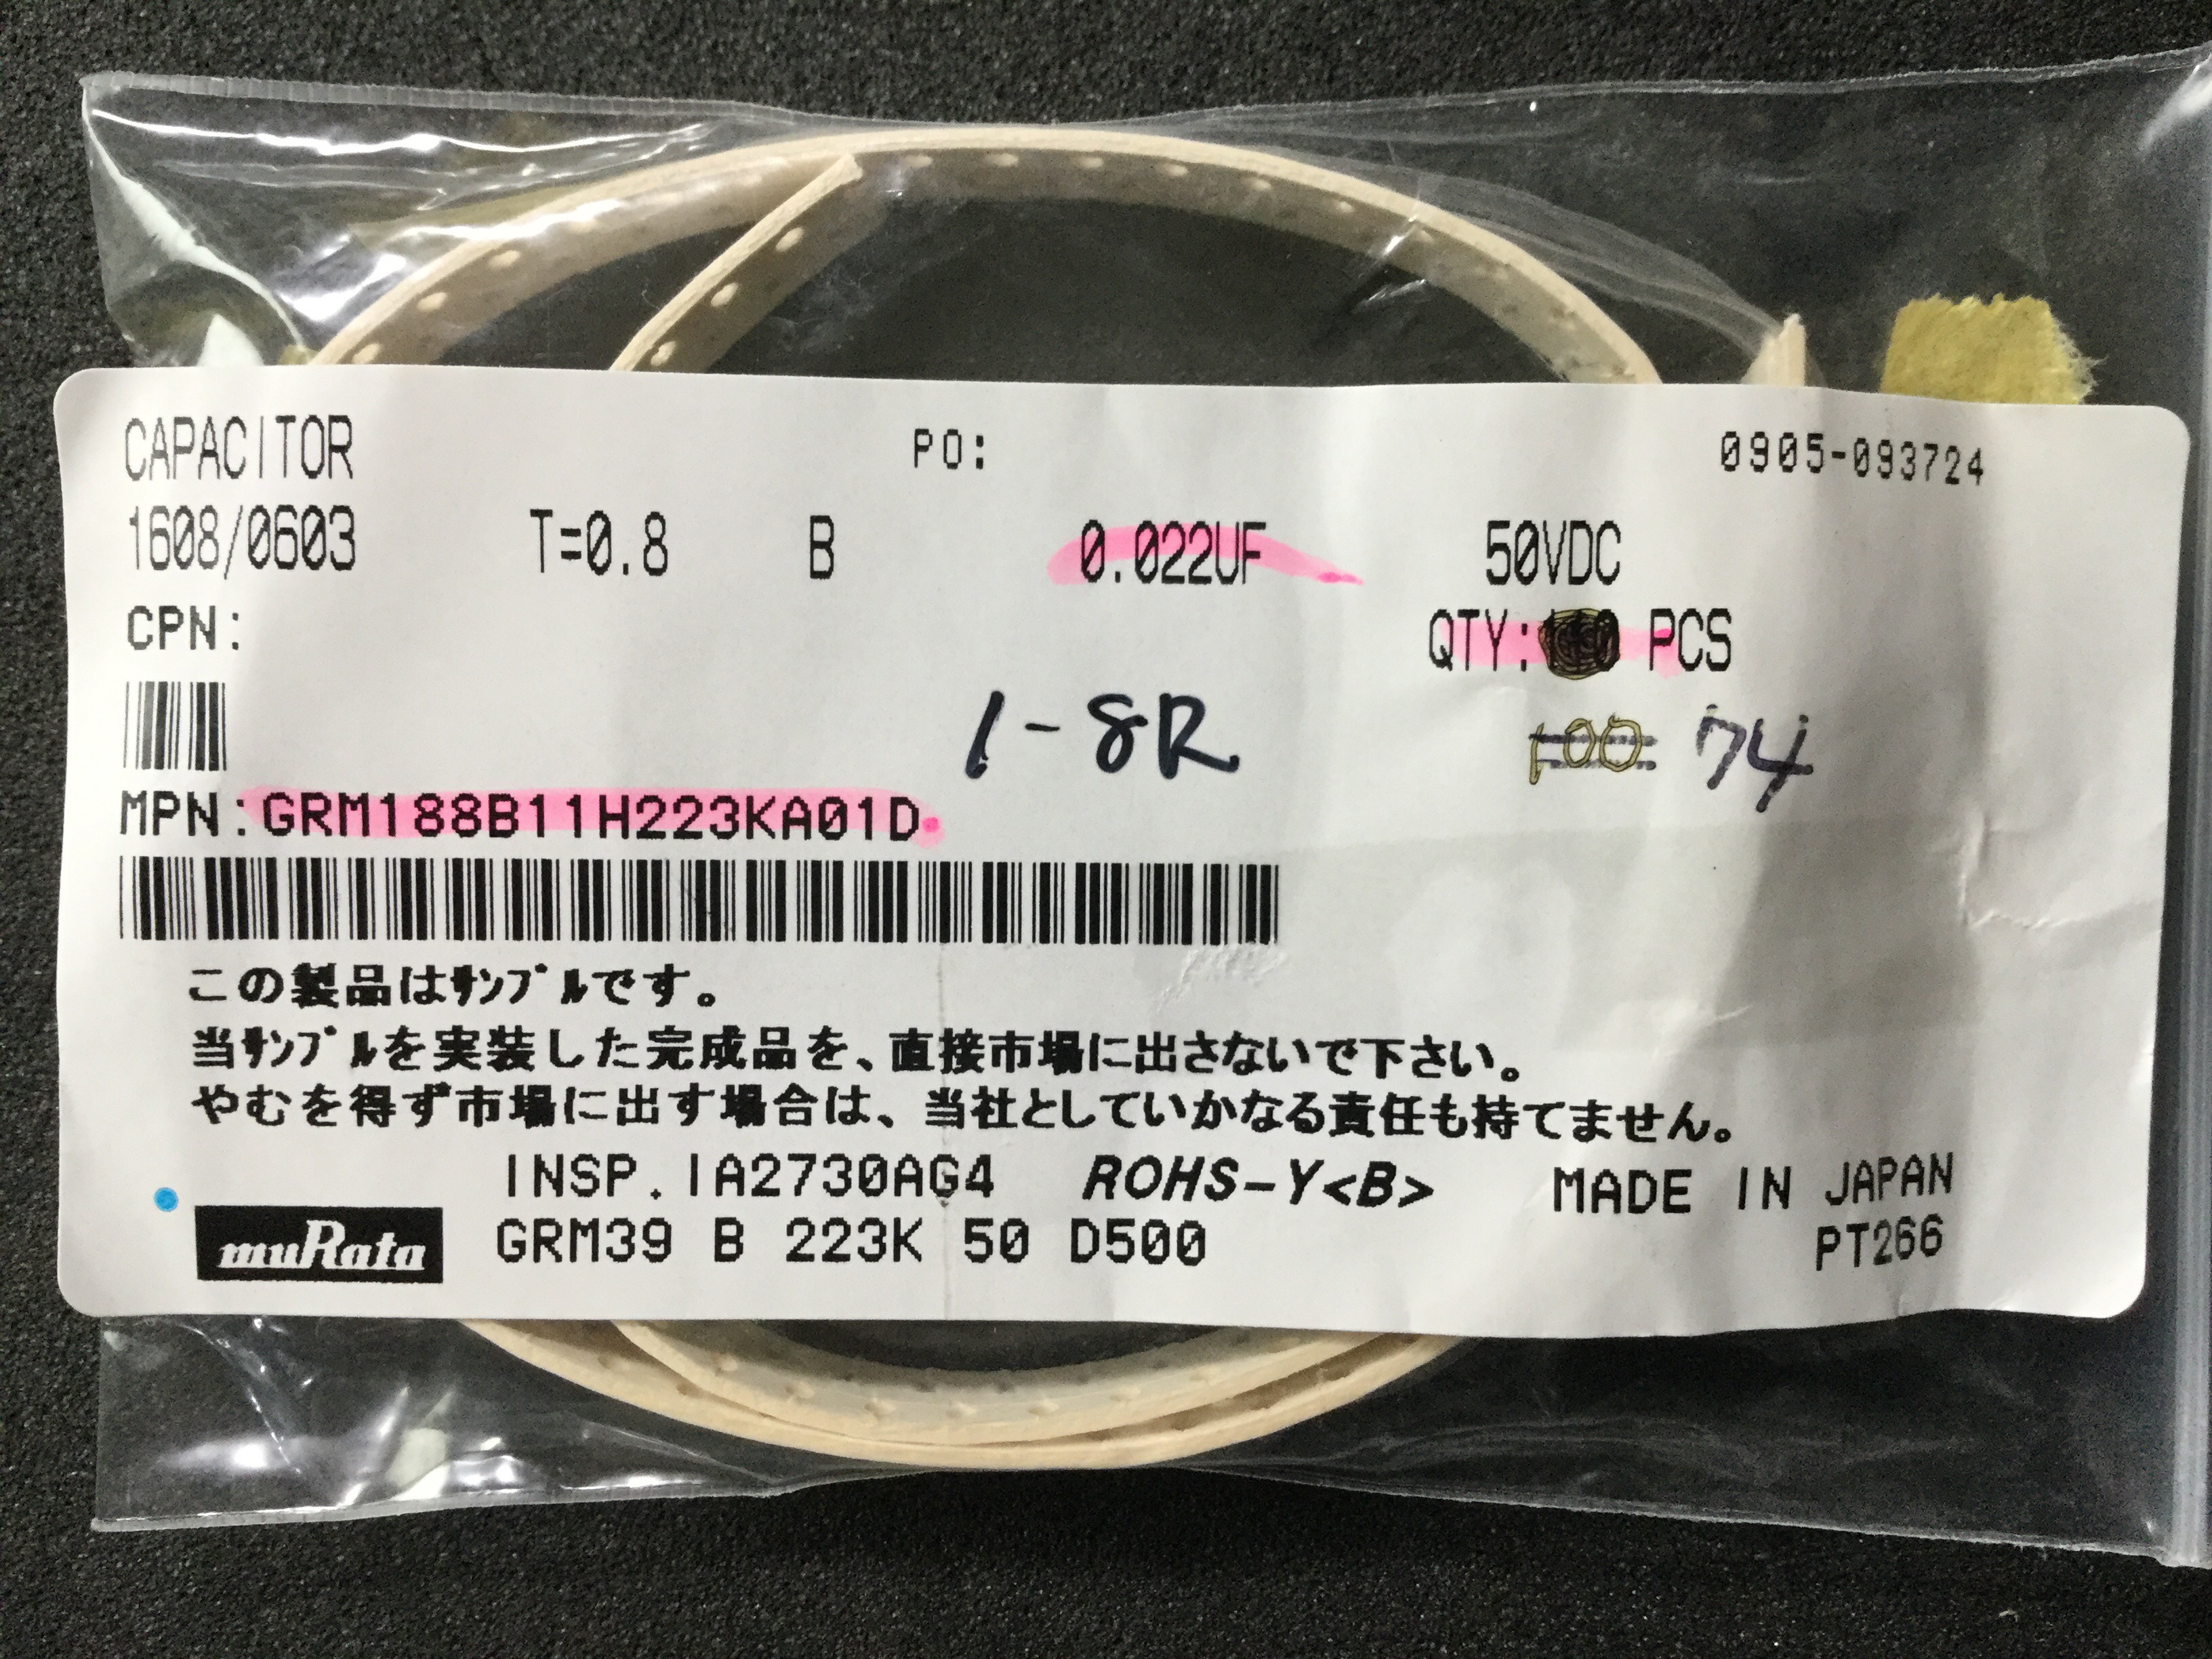 CAPACITOR PO: 0905-093724
1608/0603 T=0.8 B 0.022UF 50VDC
CPN: QTY: PCS
1-8R 100 74
MPN:GRM188B11H223KA01D
この製品はｻﾝﾌﾟﾙです。
当ｻﾝﾌﾟﾙを実装した完成品を、直接市場に出さないで下さい。
やむを得ず市場に出す場合は、当社としていかなる責任も持てません。
INSP.IA2730AG4 ROHS-Y<B> MADE IN JAPAN
muRata GRM39 B 223K 50 D500 PT266